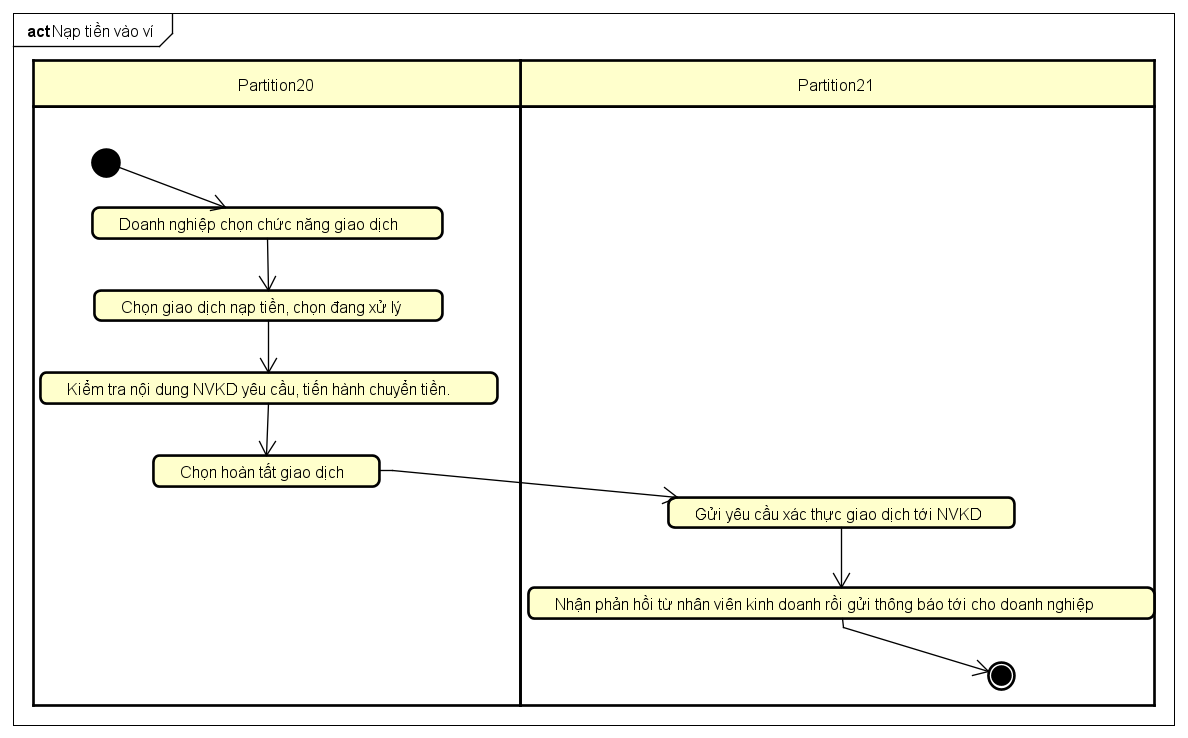 act Nạp tiền vào ví
Partition20
Partition21
Doanh nghiệp chọn chức năng giao dịch
Chọn giao dịch nạp tiền, chọn đang xử lý
Kiểm tra nội dung NVKD yêu cầu, tiến hành chuyển tiền.
Chọn hoàn tất giao dịch
Gửi yêu cầu xác thực giao dịch tới NVKD
Nhận phản hồi từ nhân viên kinh doanh rồi gửi thông báo tới cho doanh nghiệp